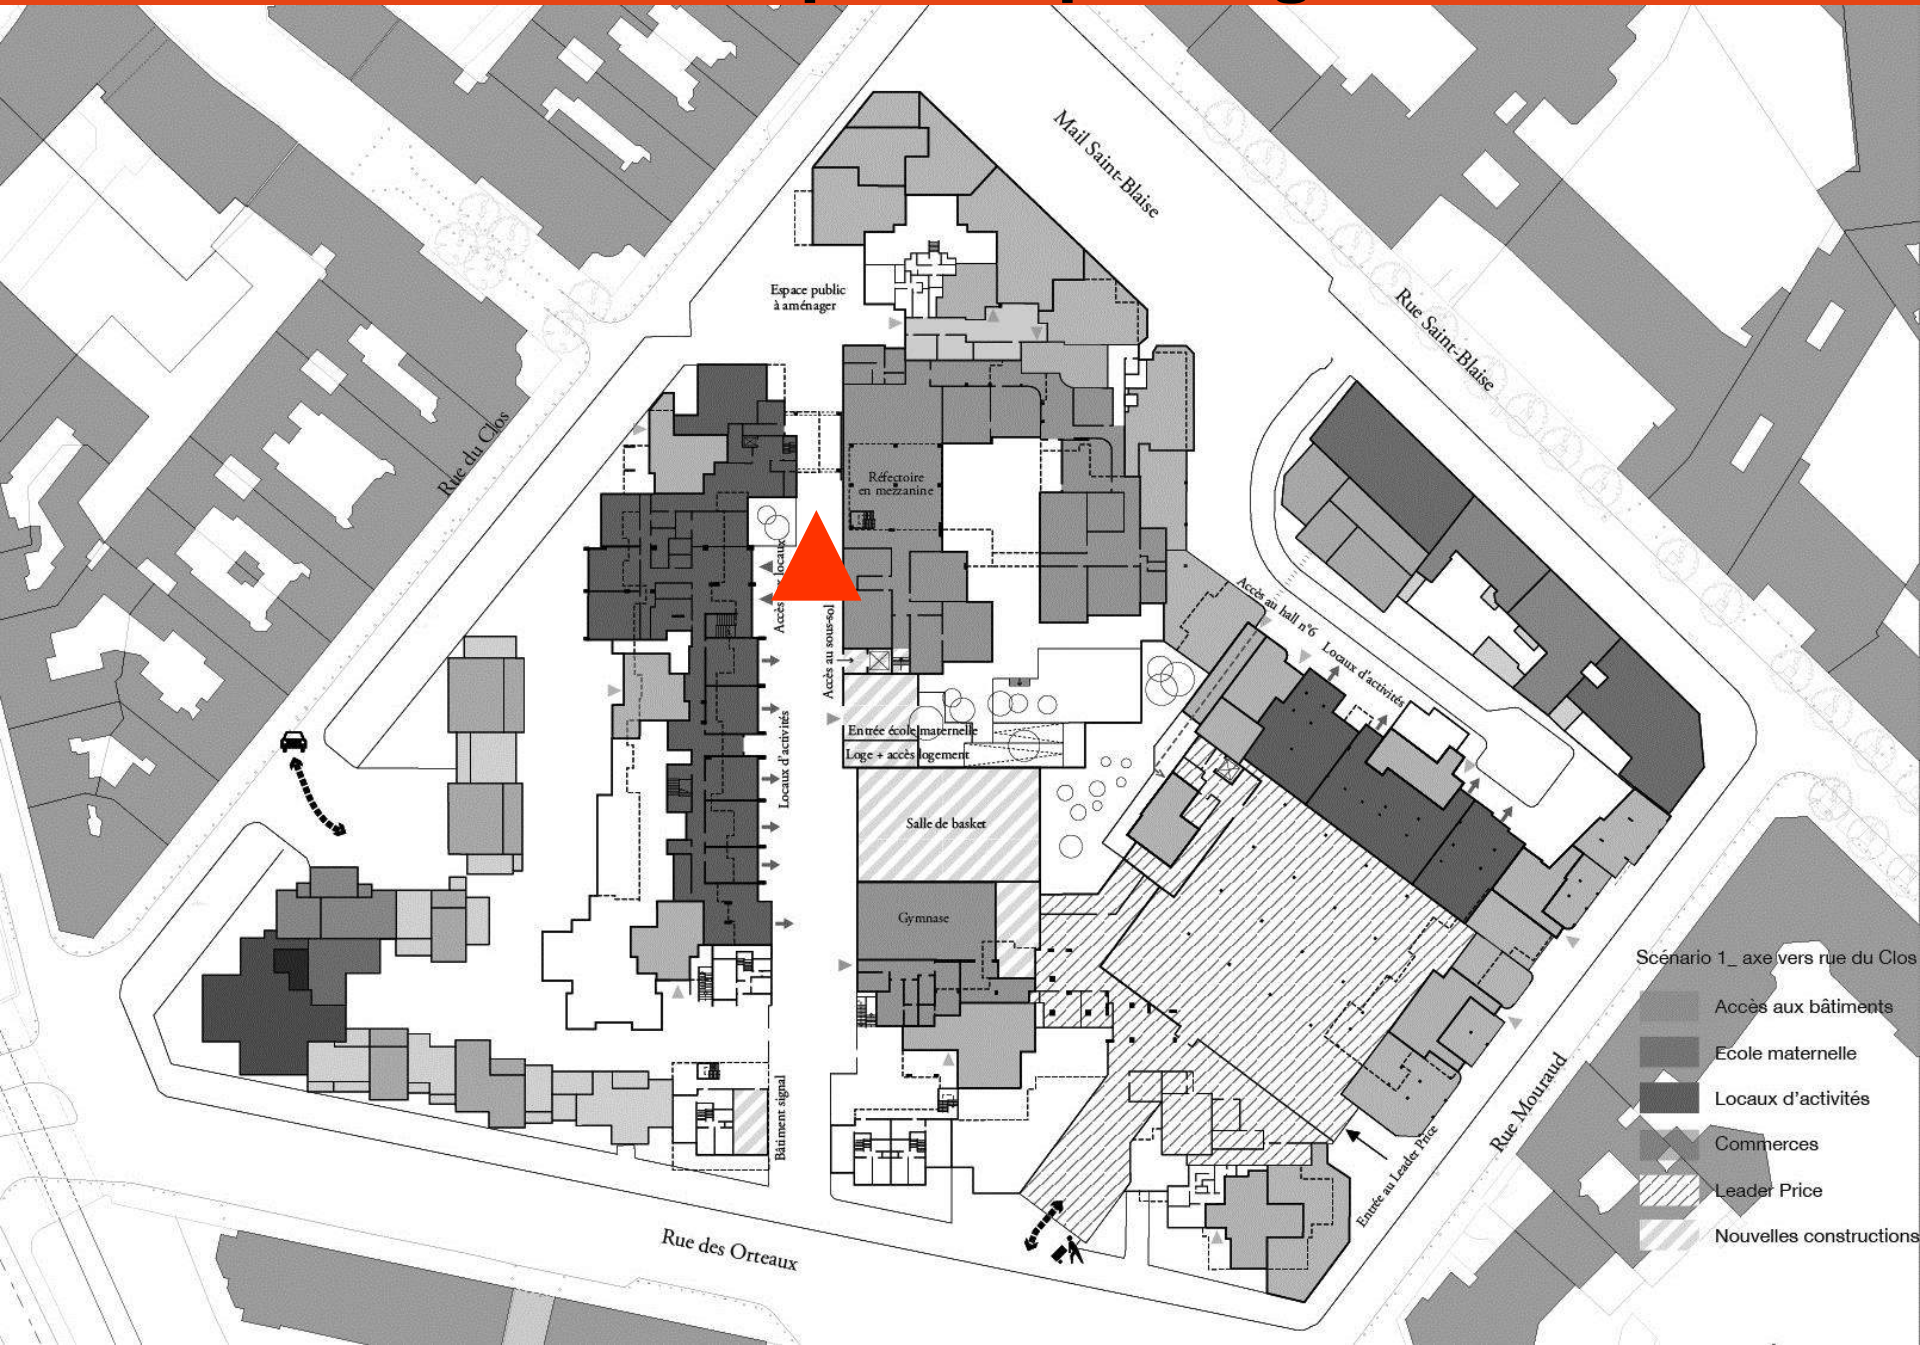 Mail Saint-Blaise
Espace public
à aménager
Rue Saint-Blaise
Rue du Clos
Réfectoire
en mezzanine
Accès
locaux
Accès au sous-sol
Accès au hall n°6
Locaux d'activités
Locaux d'activités
Entrée école maternelle
Loge + accès logement
Salle de basket
Gymnase
Bâtiment signal
Entrée au Leader Price
Rue Mouraud
Rue des Orteaux
Scénario 1_ axe vers rue du Clos
Accès aux bâtiments
Ecole maternelle
Locaux d'activités
Commerces
Leader Price
Nouvelles constructions